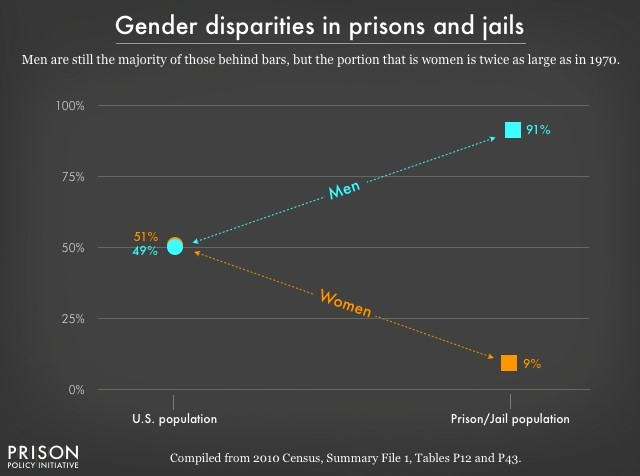 Gender disparities in prisons and jails
Men are still the majority of those behind bars, but the portion that is women is twice as large as in 1970.
100%
91%
75%
Men
51%
49%
50%
Women
25%
9%
0%
U.S. population
Prison/Jail population
PRISON
POLICY INITIATIVE
Compiled from 2010 Census, Summary File 1, Tables P12 and P43.